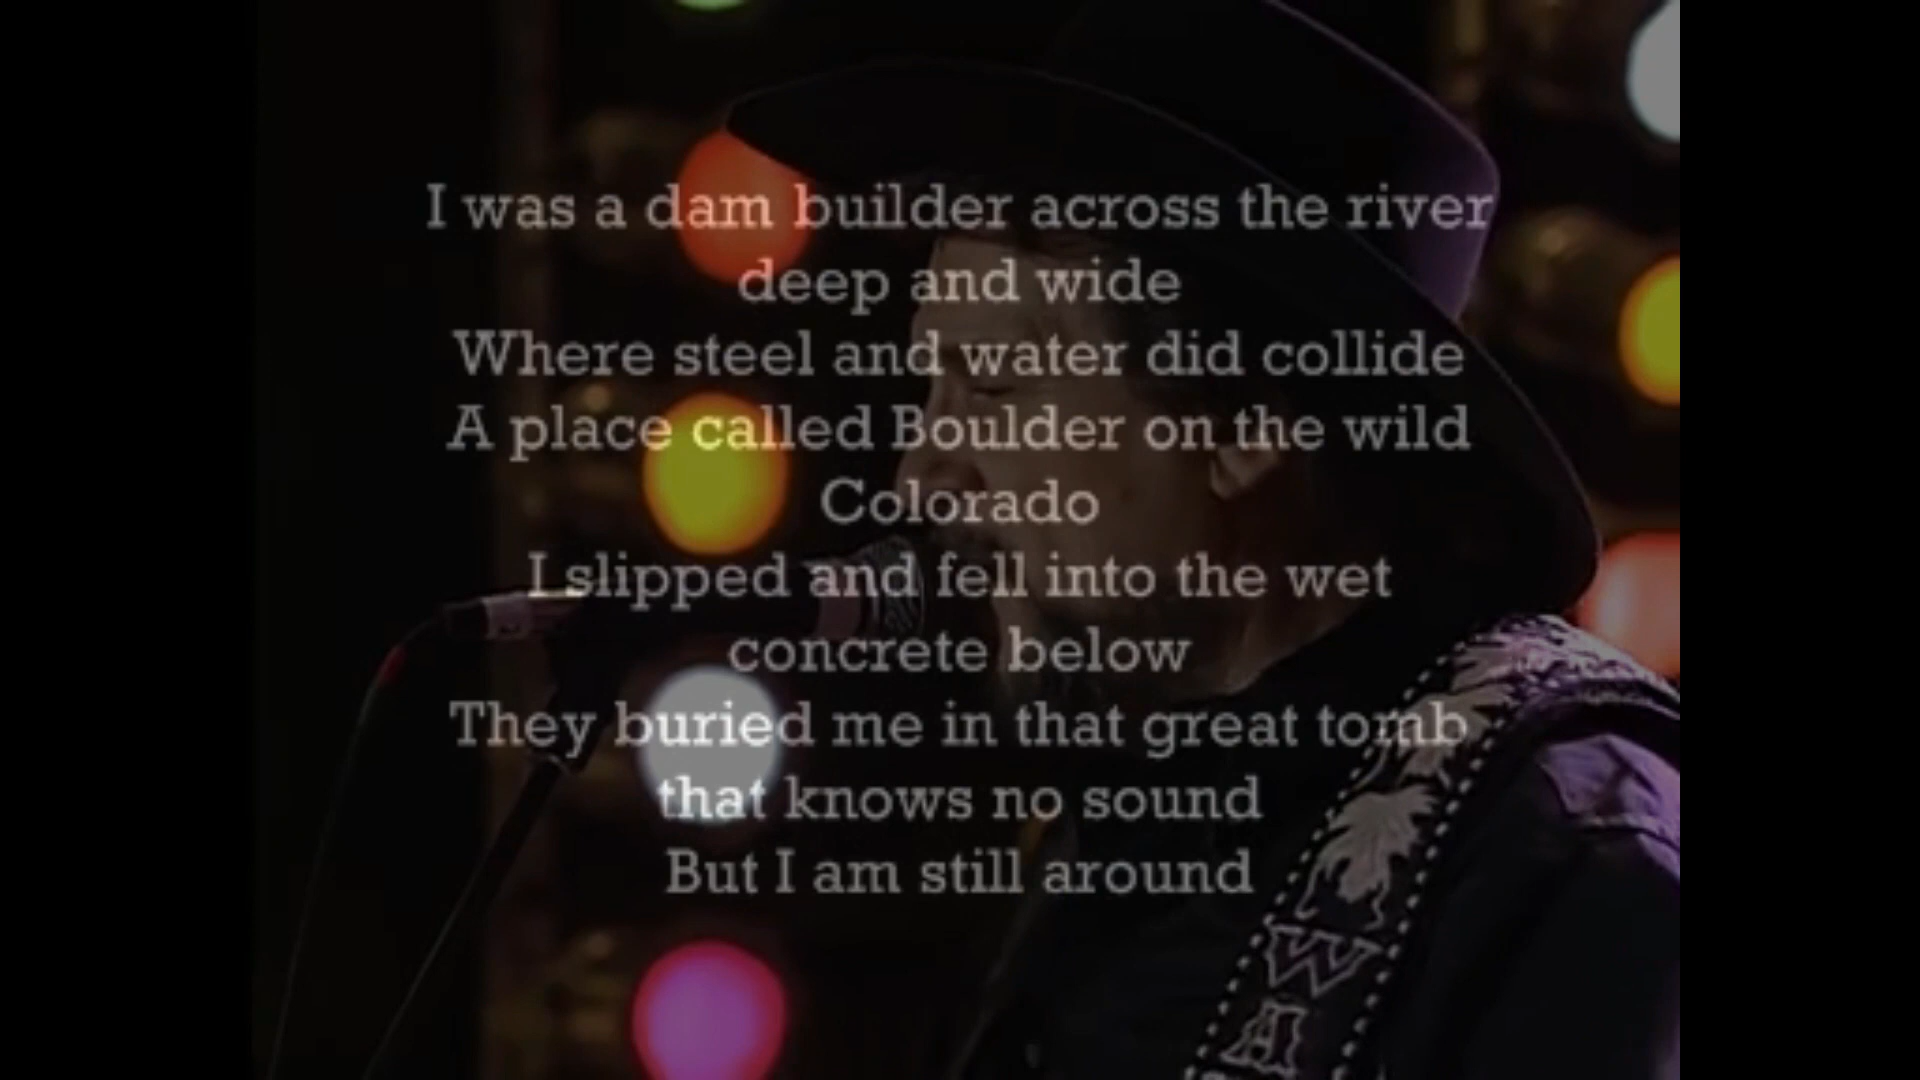 I was a dam builder across the river
deep and wide
Where steel and water did collide
A place called Boulder on the wild
Colorado
I slipped and fell into the wet
concrete below
They buried me in that great tomb
that knows no sound
But I am still around
W
A